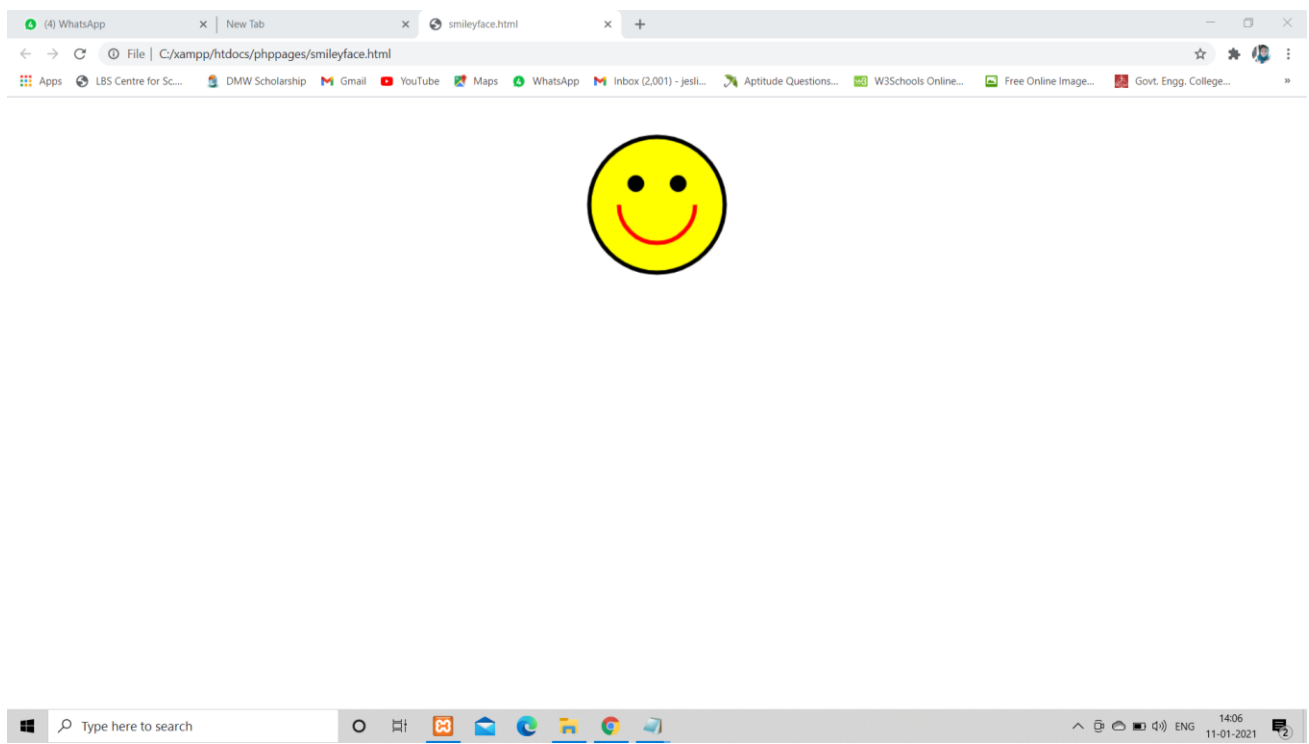 (4) WhatsApp New Tab smileyface.html
File | C:/xampp/htdocs/phppages/smileyface.html
Apps LBS Centre for Sc.... DMW Scholarship Gmail YouTube Maps WhatsApp Inbox (2,001) - jesli... Aptitude Questions... W3Schools Online... Free Online Image... Govt. Engg. College... »
Type here to search ENG 14:06
11-01-2021 2